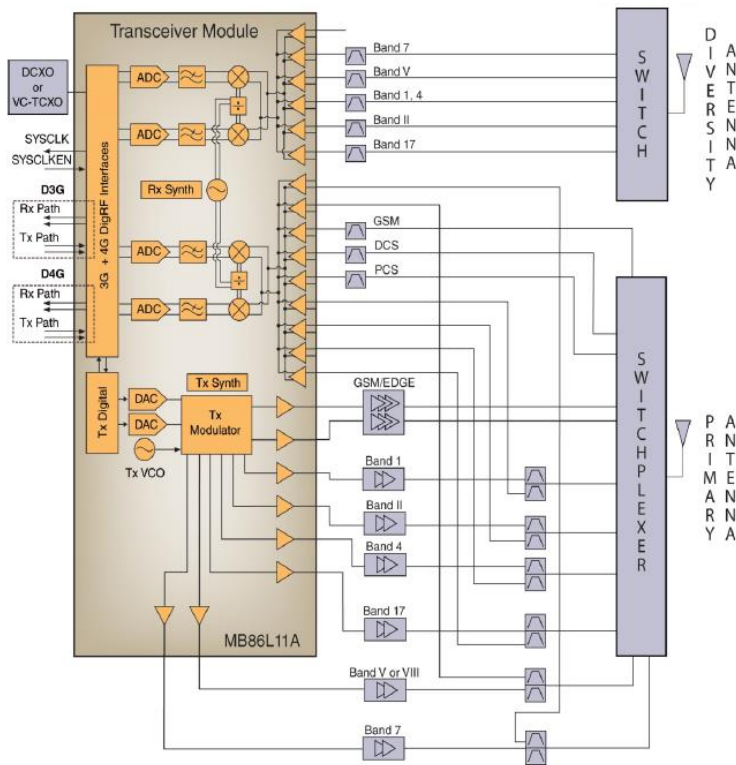 Transceiver Module
DCXO
or
VC-TCXO
SYSCLK
SYSCLKEN
D3G
Rx Path
Tx Path
D4G
Rx Path
Tx Path
3G + 4G DigRF Interfaces
ADC
ADC
÷
Rx Synth
ADC
÷
ADC
Tx Digital
DAC
DAC
Tx Synth
Tx
Modulator
Tx VCO
MB86L11A
Band 7
Band V
Band 1, 4
Band II
Band 17
GSM
DCS
PCS
GSM/EDGE
Band 1
Band II
Band 4
Band 17
Band V or VIII
Band 7
SWITCH
DIVERSITY
ANTENNA
SWITCHPLEXER
PRIMARY
ANTENNA